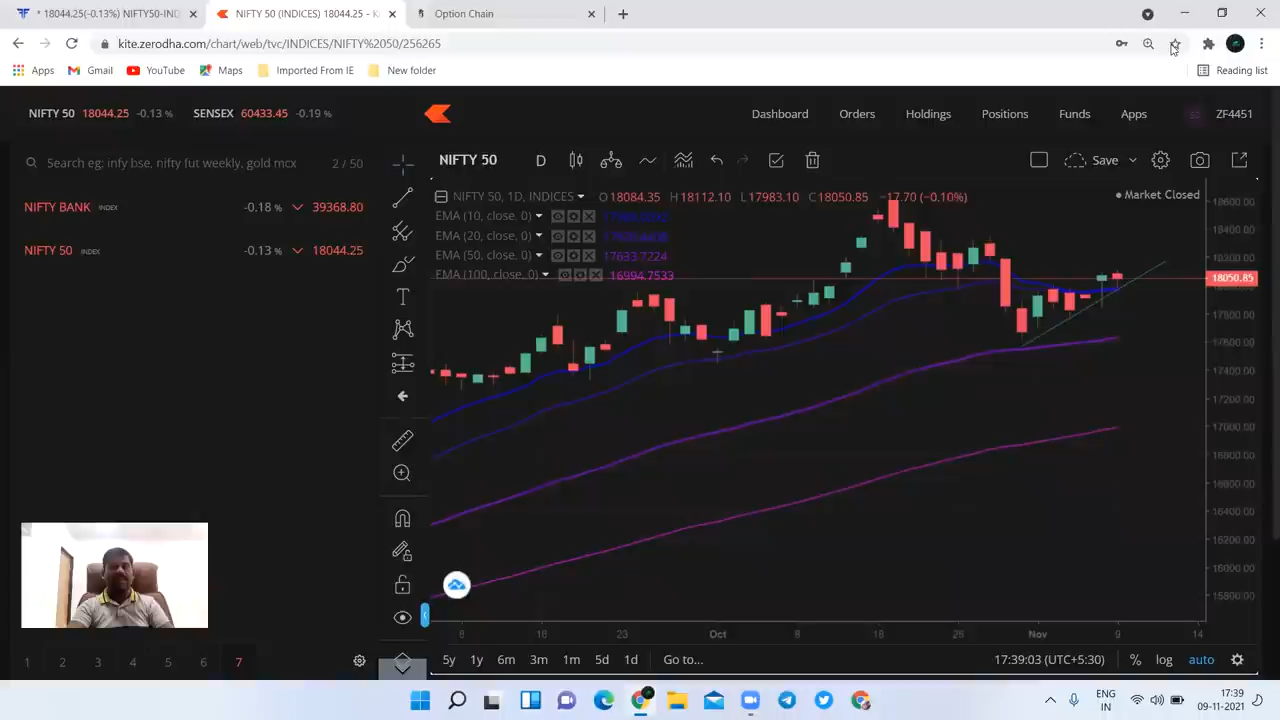 * 18044.25(-0.13%) NIFTY50-IND
NIFTY 50 (INDICES) 18044.25 - K
Option Chain
kite.zerodha.com/chart/web/tvc/INDICES/NIFTY%2050/256265
Apps Gmail YouTube Maps Imported From IE New folder Reading list
NIFTY 50 18044.25 -0.13 % SENSEX 60433.45 -0.19 %
Dashboard Orders Holdings Positions Funds Apps ZF4451
Search eg: infy bse, nifty fut weekly, gold mcx 2 / 50
NIFTY 50 D Save
NIFTY BANK INDEX -0.18 % 39368.80
NIFTY 50 INDEX -0.13 % 18044.25
NIFTY 50, 1D, INDICES O18084.35 H18112.10 L17983.10 C18050.85 −17.70 (−0.10%)
Market Closed
EMA (10, close, 0)
EMA (20, close, 0)
EMA (50, close, 0) 17633.7224
EMA (100, close, 0) 16994.7533
18600.00
18200.00
18050.85
17800.00
17600.00
17400.00
17200.00
17000.00
16800.00
16600.00
16400.00
16200.00
16000.00
15800.00
8 16 23 Oct 8 18 26 Nov 9 14
1 2 3 4 5 6 7
5y 1y 6m 3m 1m 5d 1d Go to... 17:39:03 (UTC+5:30) % log auto
ENG
IN
17:39
09-11-2021